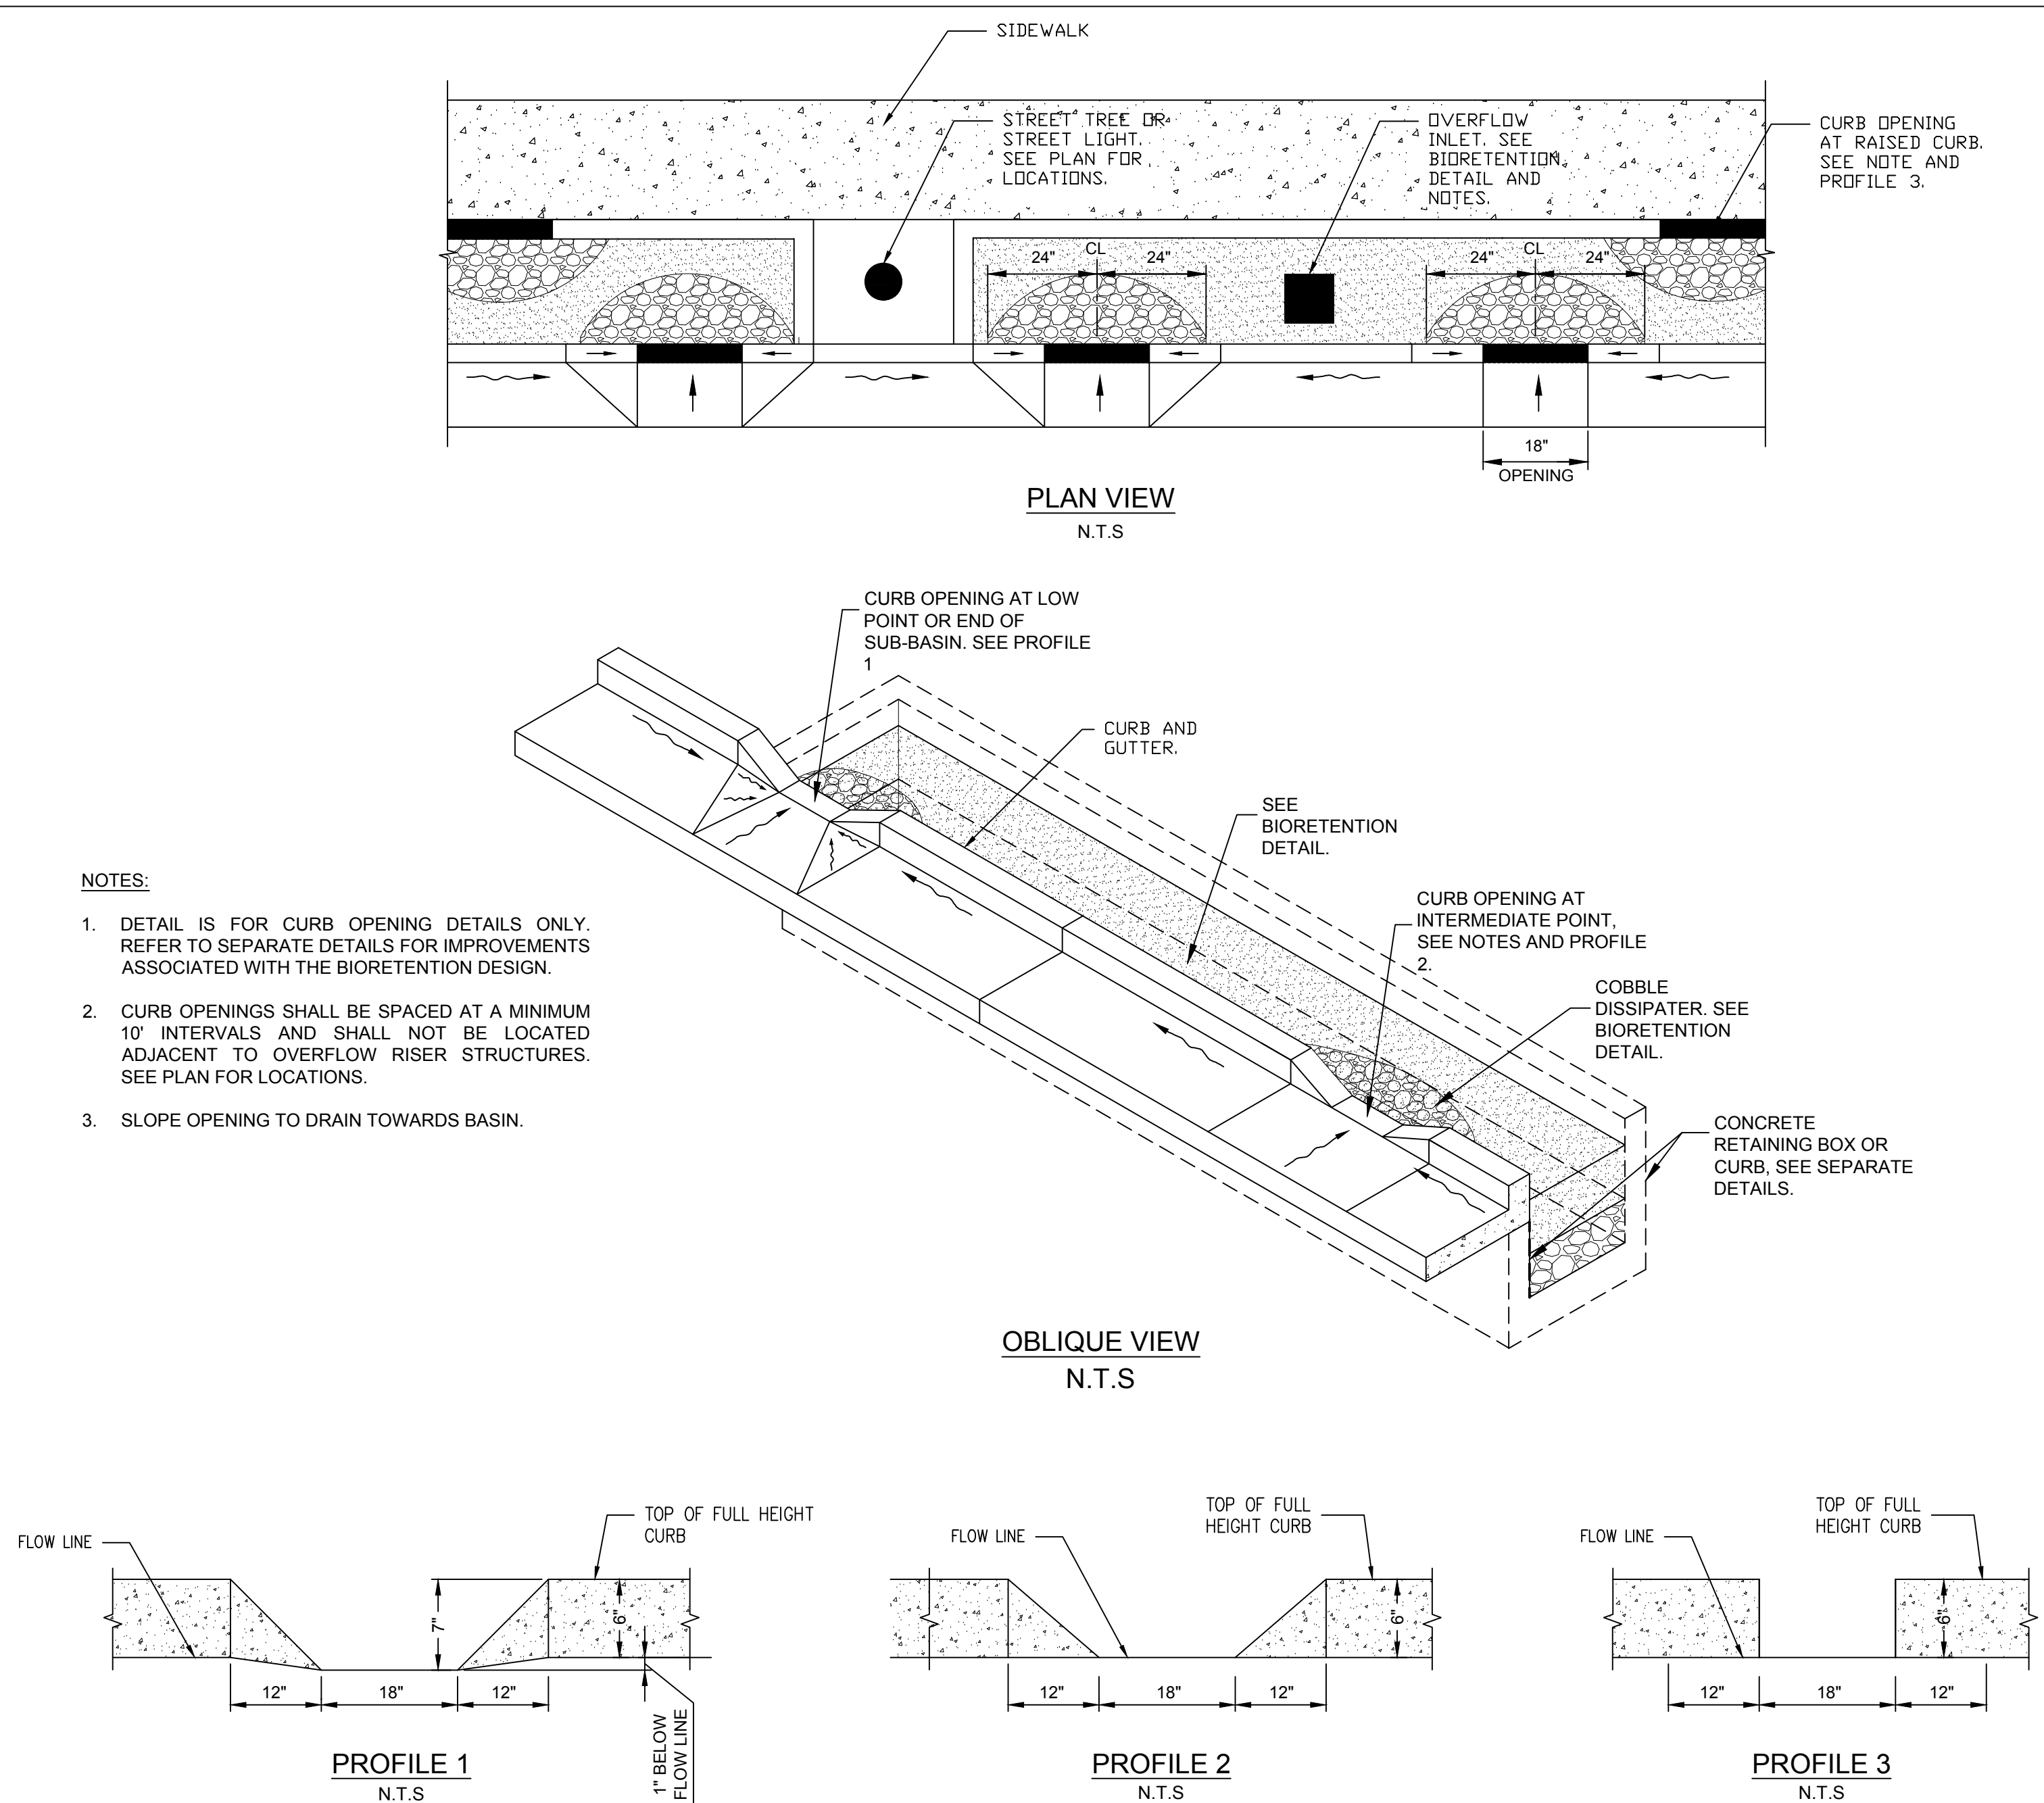 SIDEWALK
STREET TREE OR
STREET LIGHT.
SEE PLAN FOR
LOCATIONS.
OVERFLOW
INLET. SEE
BIORETENTION
DETAIL AND
NOTES.
CURB OPENING
AT RAISED CURB.
SEE NOTE AND
PROFILE 3.
24" CL 24"
24" CL 24"
18"
OPENING
PLAN VIEW
N.T.S
CURB OPENING AT LOW
POINT OR END OF
SUB-BASIN. SEE PROFILE
1
CURB AND
GUTTER.
SEE
BIORETENTION
DETAIL.
CURB OPENING AT
INTERMEDIATE POINT,
SEE NOTES AND PROFILE
2.
COBBLE
DISSIPATER. SEE
BIORETENTION
DETAIL.
CONCRETE
RETAINING BOX OR
CURB, SEE SEPARATE
DETAILS.
NOTES:
1. DETAIL IS FOR CURB OPENING DETAILS ONLY.
REFER TO SEPARATE DETAILS FOR IMPROVEMENTS
ASSOCIATED WITH THE BIORETENTION DESIGN.
2. CURB OPENINGS SHALL BE SPACED AT A MINIMUM
10' INTERVALS AND SHALL NOT BE LOCATED
ADJACENT TO OVERFLOW RISER STRUCTURES.
SEE PLAN FOR LOCATIONS.
3. SLOPE OPENING TO DRAIN TOWARDS BASIN.
OBLIQUE VIEW
N.T.S
FLOW LINE
TOP OF FULL HEIGHT
CURB
7"
6"
12" 18" 12"
1" BELOW
FLOW LINE
PROFILE 1
N.T.S
FLOW LINE
TOP OF FULL
HEIGHT CURB
6"
12" 18" 12"
PROFILE 2
N.T.S
FLOW LINE
TOP OF FULL
HEIGHT CURB
6"
12" 18" 12"
PROFILE 3
N.T.S